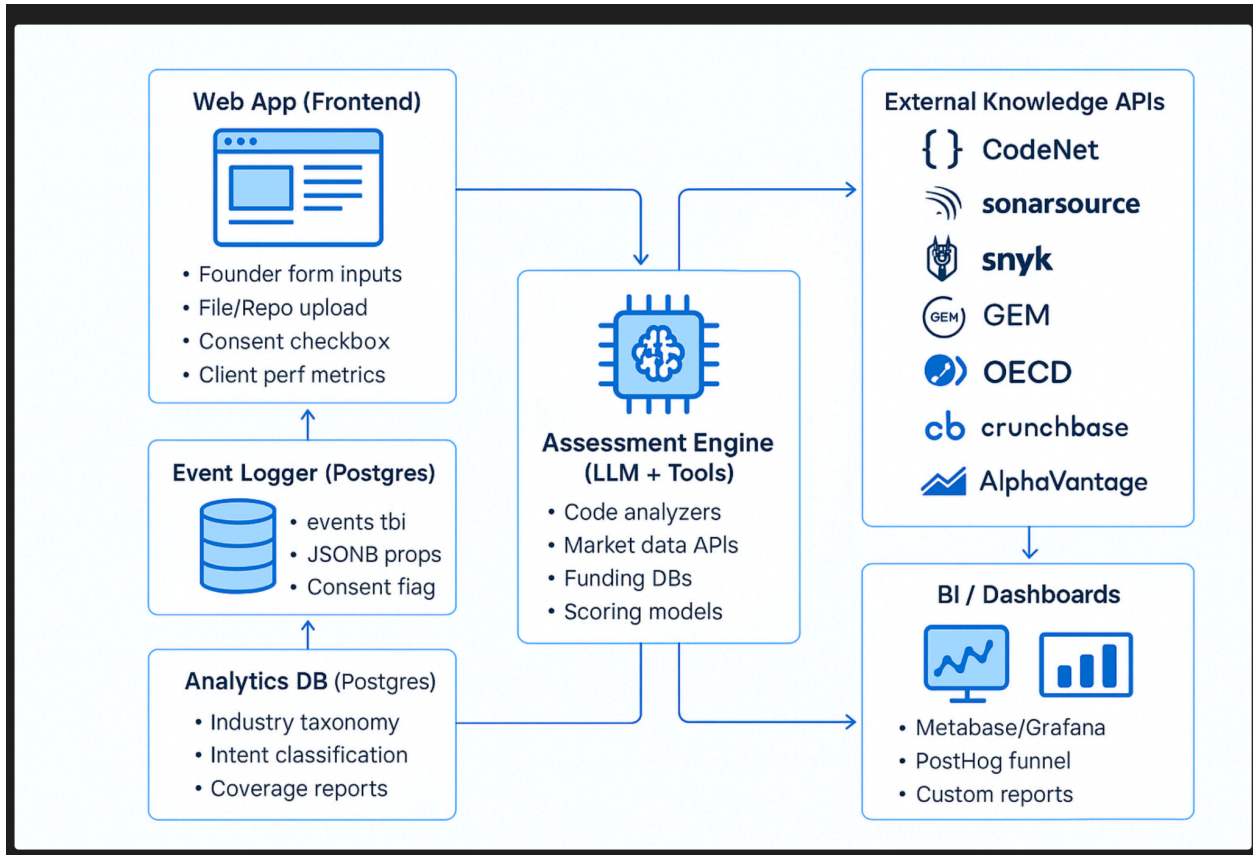 Web App (Frontend)
• Founder form inputs
• File/Repo upload
• Consent checkbox
• Client perf metrics
Event Logger (Postgres)
• events tbi
• JSONB props
• Consent fiag
Analytics DB (Postgres)
• Industry taxonomy
• Intent classification
• Coverage reports
Assessment Engine
(LLM + Tools)
• Code analyzers
• Market data APIs
• Funding DBs
• Scoring models
External Knowledge APIs
{ } CodeNet
sonarsource
snyk
GEM GEM
OECD
cb crunchbase
AlphaVantage
BI / Dashboards
• Metabase/Grafana
• PostHog funnel
• Custom reports